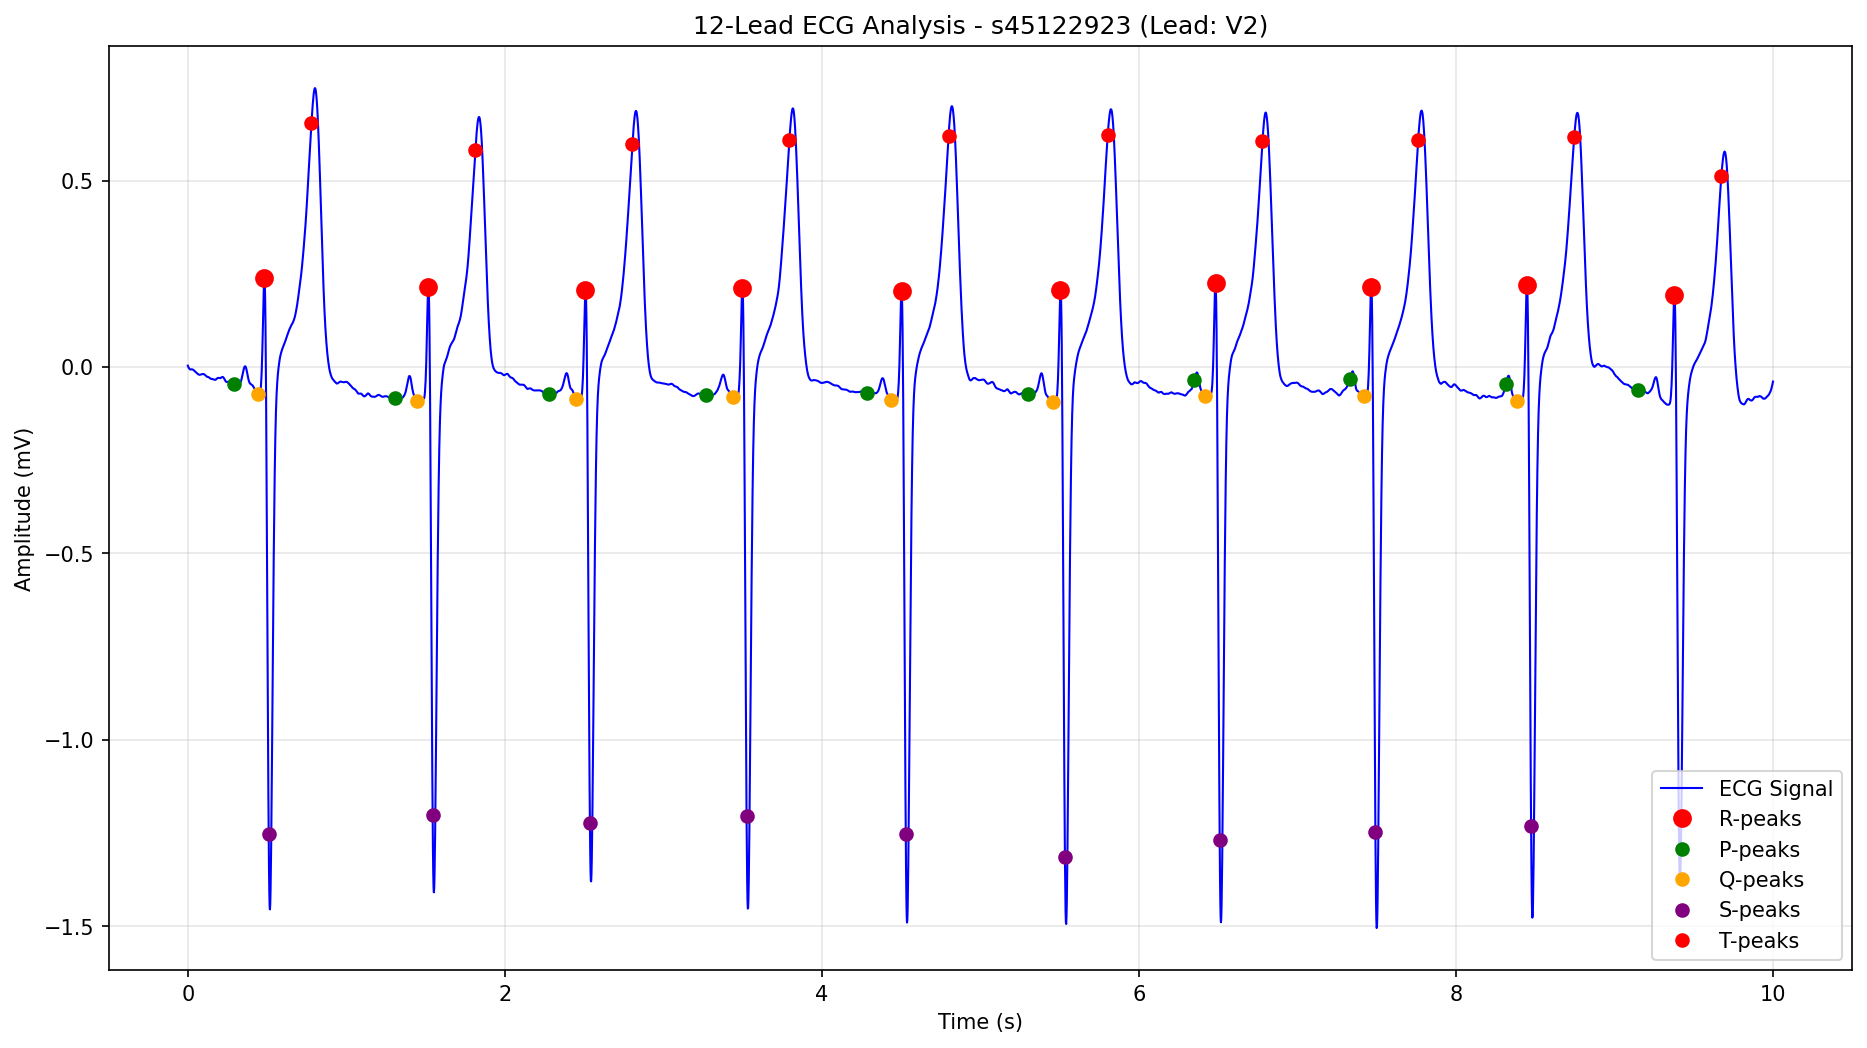 12-Lead ECG Analysis - s45122923 (Lead: V2)
Amplitude (mV)
0.5
0.0
−0.5
−1.0
−1.5
0
2
4
6
8
10
Time (s)
ECG Signal
R-peaks
P-peaks
Q-peaks
S-peaks
T-peaks